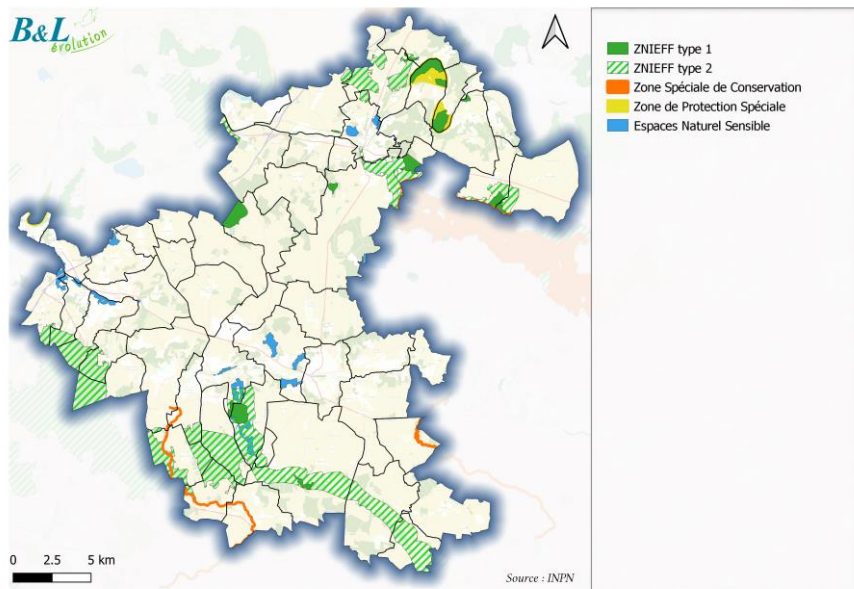 B&L
évolution
ZNIEFF type 1
ZNIEFF type 2
Zone Spéciale de Conservation
Zone de Protection Spéciale
Espaces Naturel Sensible
0 2.5 5 km
Source : INPN